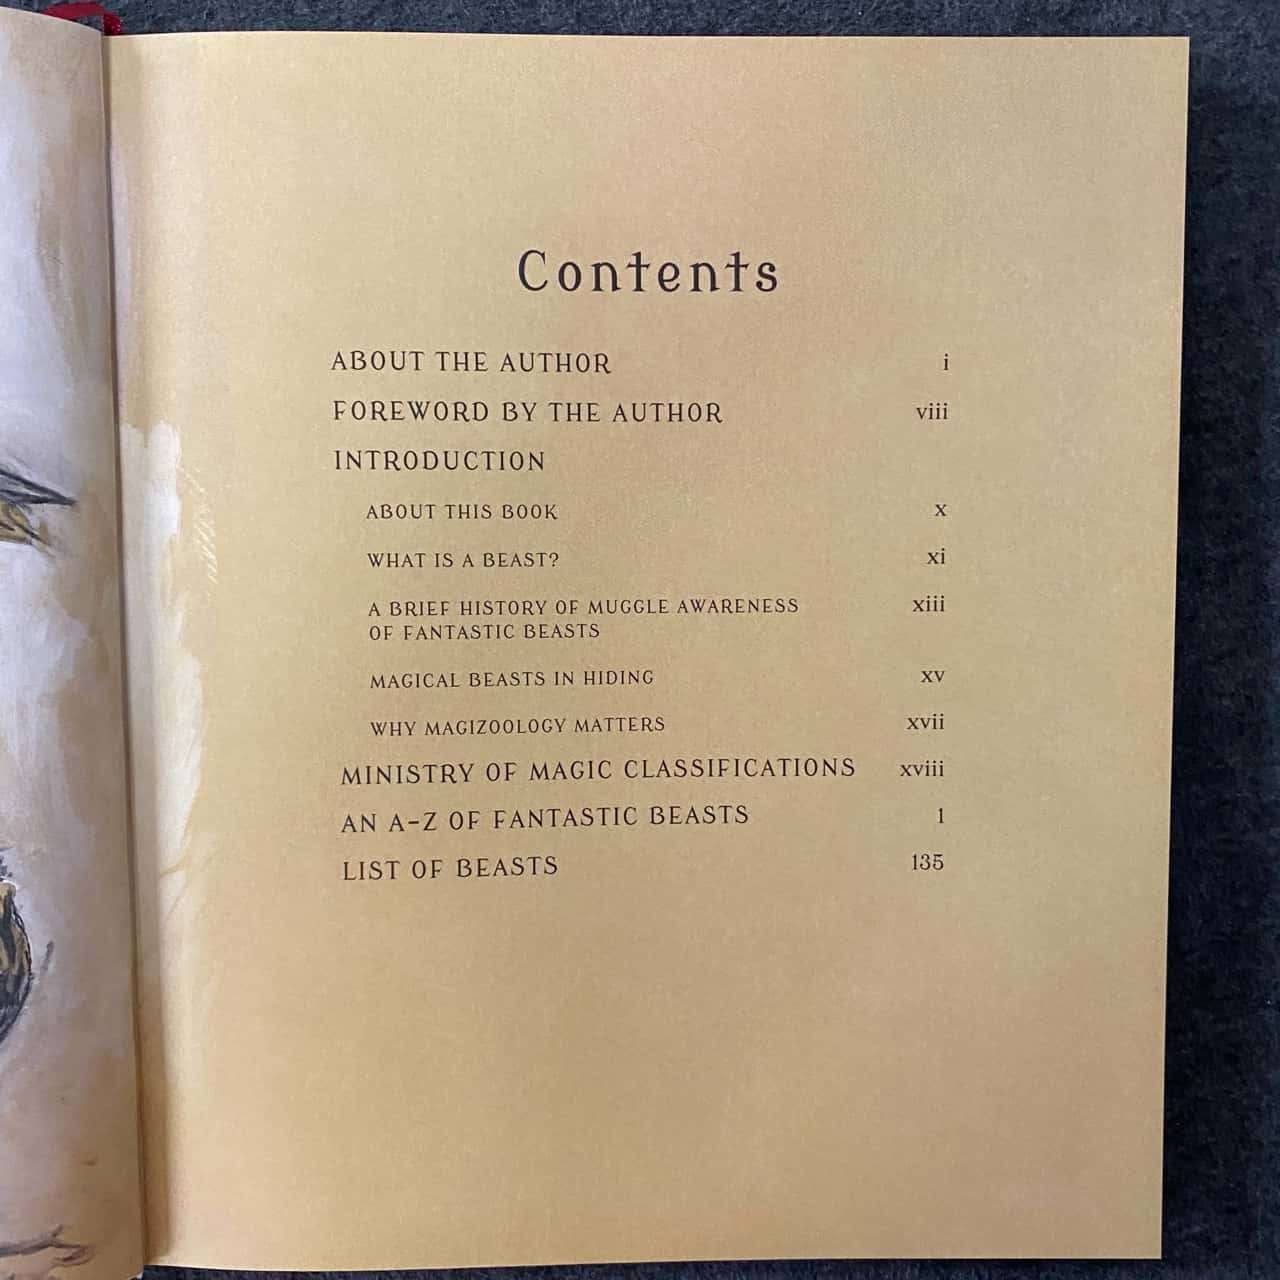 Contents
ABOUT THE AUTHOR i
FOREWORD BY THE AUTHOR viii
INTRODUCTION
ABOUT THIS BOOK x
WHAT IS A BEAST? xi
A BRIEF HISTORY OF MUGGLE AWARENESS xiii
OF FANTASTIC BEASTS
MAGICAL BEASTS IN HIDING xv
WHY MAGIZOOLOGY MATTERS xvii
MINISTRY OF MAGIC CLASSIFICATIONS xviii
AN A–Z OF FANTASTIC BEASTS 1
LIST OF BEASTS 135